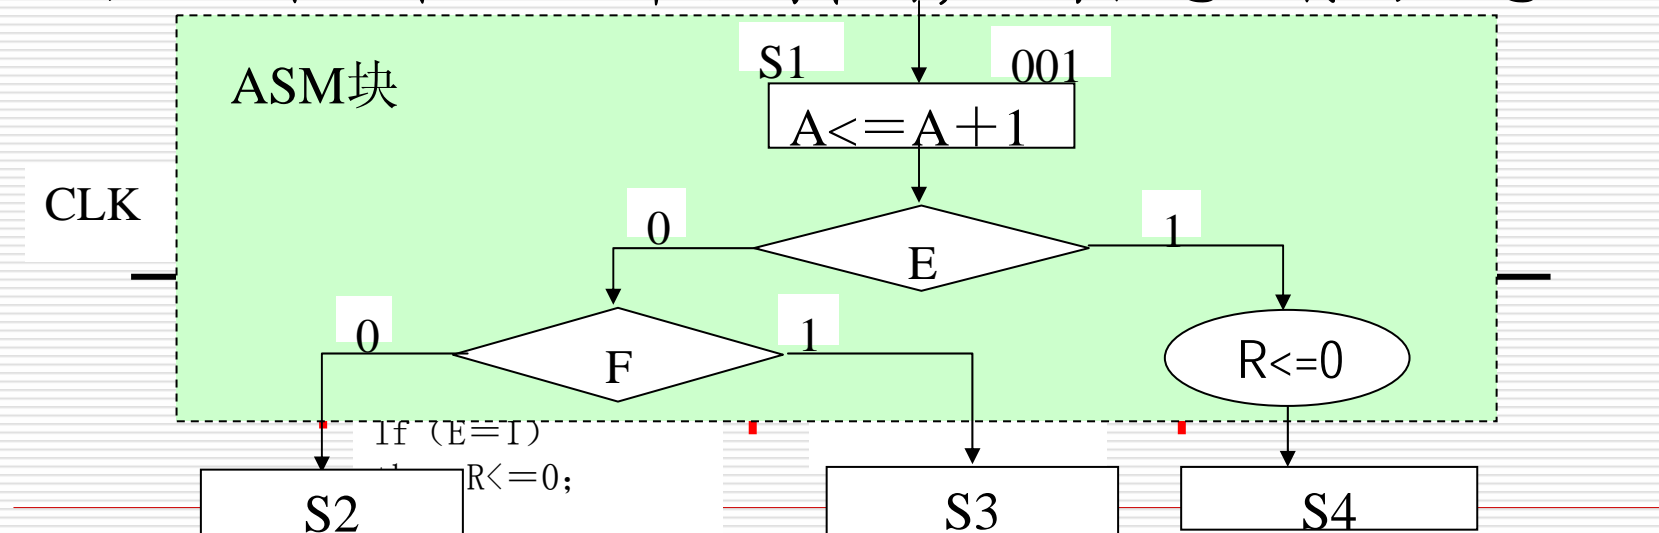 S1
001
ASM块
A<=A+1
CLK
0
1
E
0
1
F
R<=0
If (E=1)
R<=0;
S2
S3
S4